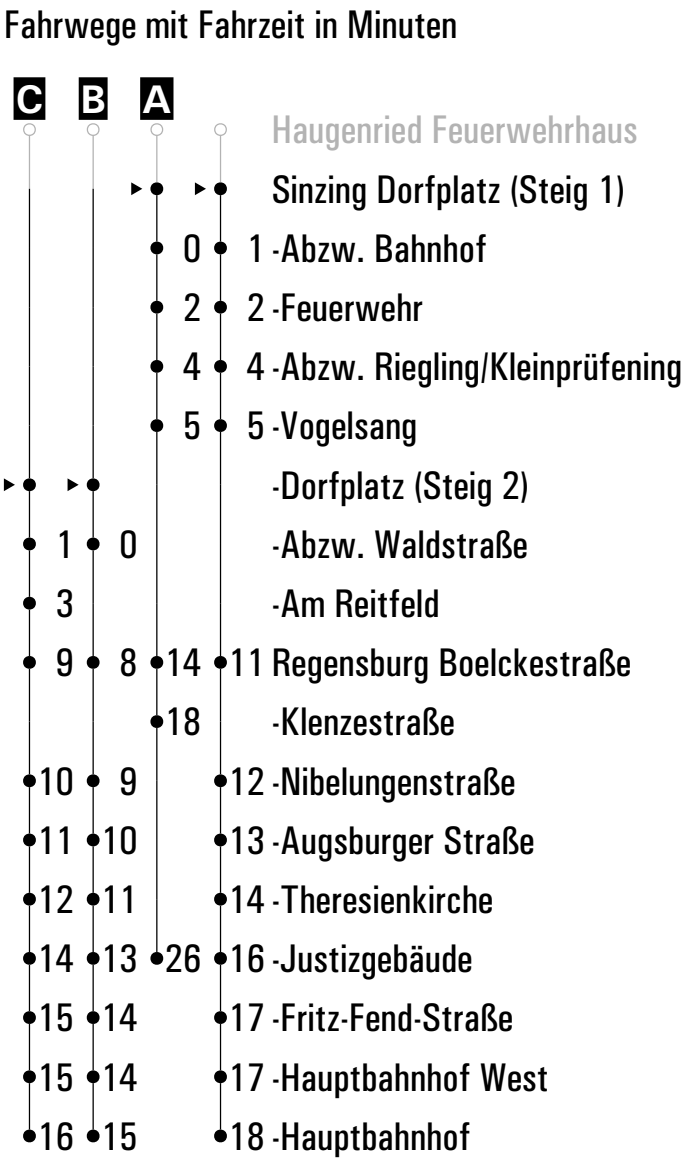 Fahrwege mit Fahrzeit in Minuten
C B A
Haugenried Feuerwehrhaus
Sinzing Dorfplatz (Steig 1)
0 1 -Abzw. Bahnhof
2 2 -Feuerwehr
4 4 -Abzw. Riegling/Kleinprüfening
5 5 -Vogelsang
-Dorfplatz (Steig 2)
1 0 -Abzw. Waldstraße
3 -Am Reitfeld
9 8 14 11 Regensburg Boelckestraße
18 -Klenzestraße
10 9 12 -Nibelungenstraße
11 10 13 -Augsburger Straße
12 11 14 -Theresienkirche
14 13 26 16 -Justizgebäude
15 14 17 -Fritz-Fend-Straße
15 14 17 -Hauptbahnhof West
16 15 18 -Hauptbahnhof